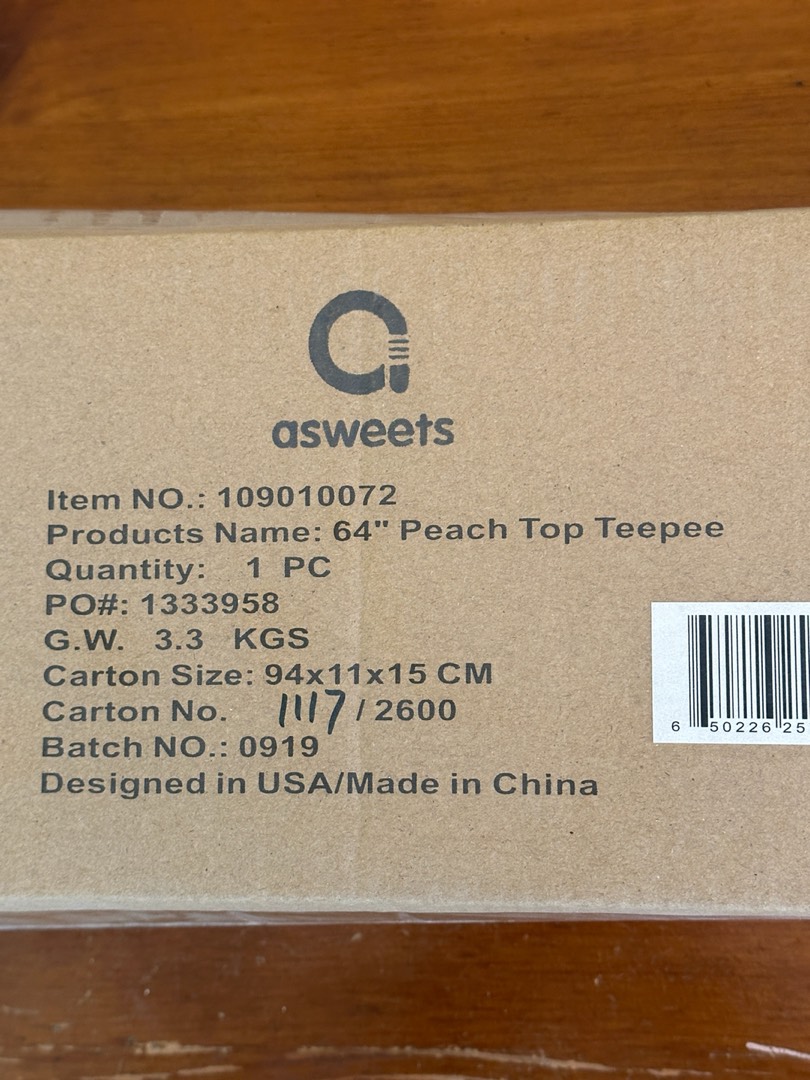 asweets
Item NO.: 109010072
Products Name: 64" Peach Top Teepee
Quantity: 1 PC
PO#: 1333958
G.W. 3.3 KGS
Carton Size: 94x11x15 CM
Carton No. 1117 / 2600
6 50226 25
Batch NO.: 0919
Designed in USA/Made in China